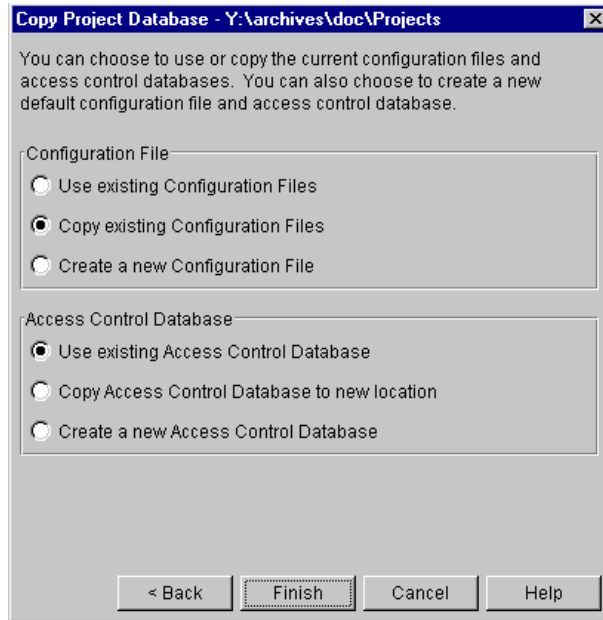 Copy Project Database - Y:\archives\doc\Projects
You can choose to use or copy the current configuration files and
access control databases. You can also choose to create a new
default configuration file and access control database.
Configuration File
Use existing Configuration Files
Copy existing Configuration Files
Create a new Configuration File
Access Control Database
Use existing Access Control Database
Copy Access Control Database to new location
Create a new Access Control Database
< Back Finish Cancel Help